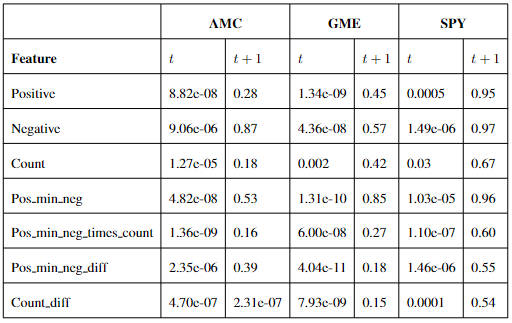 AMC GME SPY
Feature t t + 1 t t + 1 t t + 1
Positive 8.82e-08 0.28 1.34e-09 0.45 0.0005 0.95
Negative 9.06e-06 0.87 4.36e-08 0.57 1.49e-06 0.97
Count 1.27e-05 0.18 0.002 0.42 0.03 0.67
Pos_min_neg 4.82e-08 0.53 1.31e-10 0.85 1.03e-05 0.96
Pos_min_neg_times_count 1.36e-09 0.16 6.00e-08 0.27 1.10e-07 0.60
Pos_min_neg_diff 2.35e-06 0.39 4.04e-11 0.18 1.46e-06 0.55
Count_diff 4.70e-07 2.31e-07 7.93e-09 0.15 0.0001 0.54